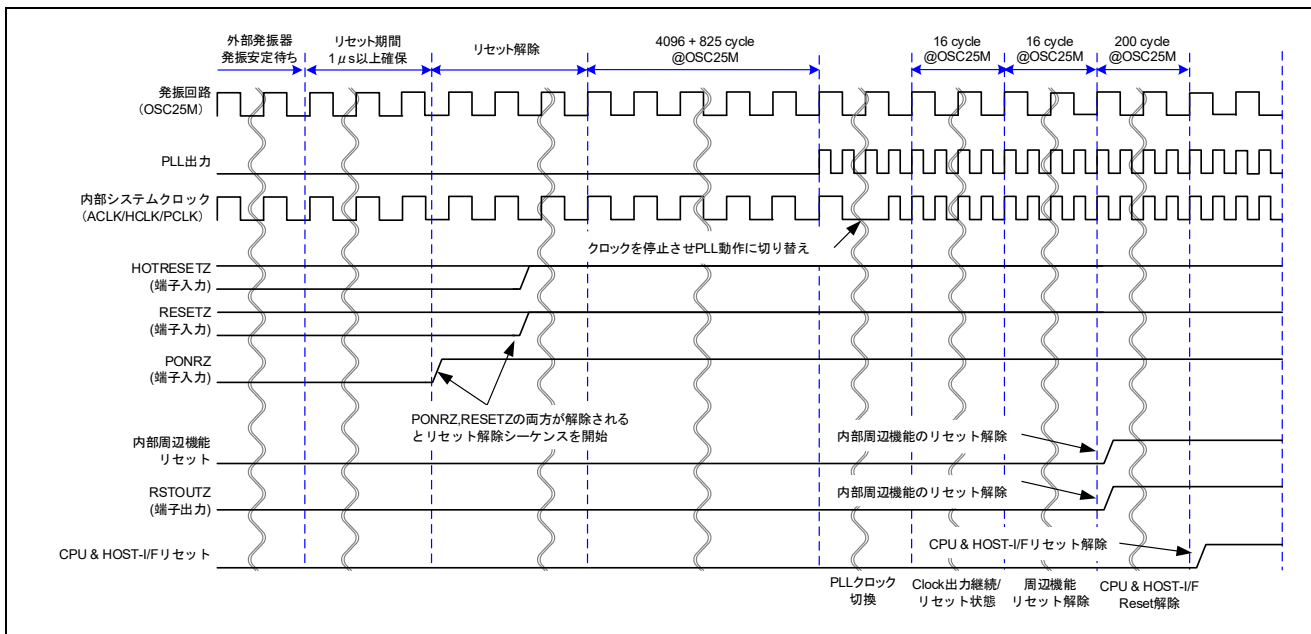 外部発振器
発振安定待ち
リセット期間
1μs以上確保
リセット解除
4096 + 825 cycle
@OSC25M
16 cycle
@OSC25M
16 cycle
@OSC25M
200 cycle
@OSC25M
発振回路
(OSC25M)
PLL出力
内部システムクロック
(ACLK/HCLK/PCLK)
クロックを停止させPLL動作に切り替え
HOTRESETZ
(端子入力)
RESETZ
(端子入力)
PONRZ
(端子入力)
PONRZ,RESETZの両方が解除される
とリセット解除シーケンスを開始
内部周辺機能
リセット
内部周辺機能のリセット解除
RSTOUTZ
(端子出力)
内部周辺機能のリセット解除
CPU & HOST-I/Fリセット
CPU & HOST-I/Fリセット解除
PLLクロック
切換
Clock出力継続/
リセット状態
周辺機能
リセット解除
CPU & HOST-I/F
Reset解除